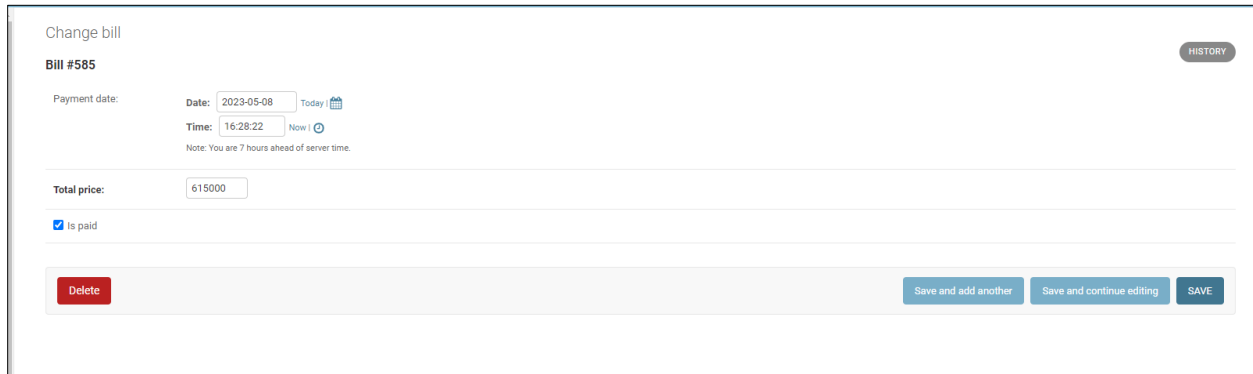 Change bill
HISTORY
Bill #585
Payment date:
Date: 2023-05-08 Today |
Time: 16:28:22 Now |
Note: You are 7 hours ahead of server time.
Total price: 615000
Is paid
Delete Save and add another Save and continue editing SAVE